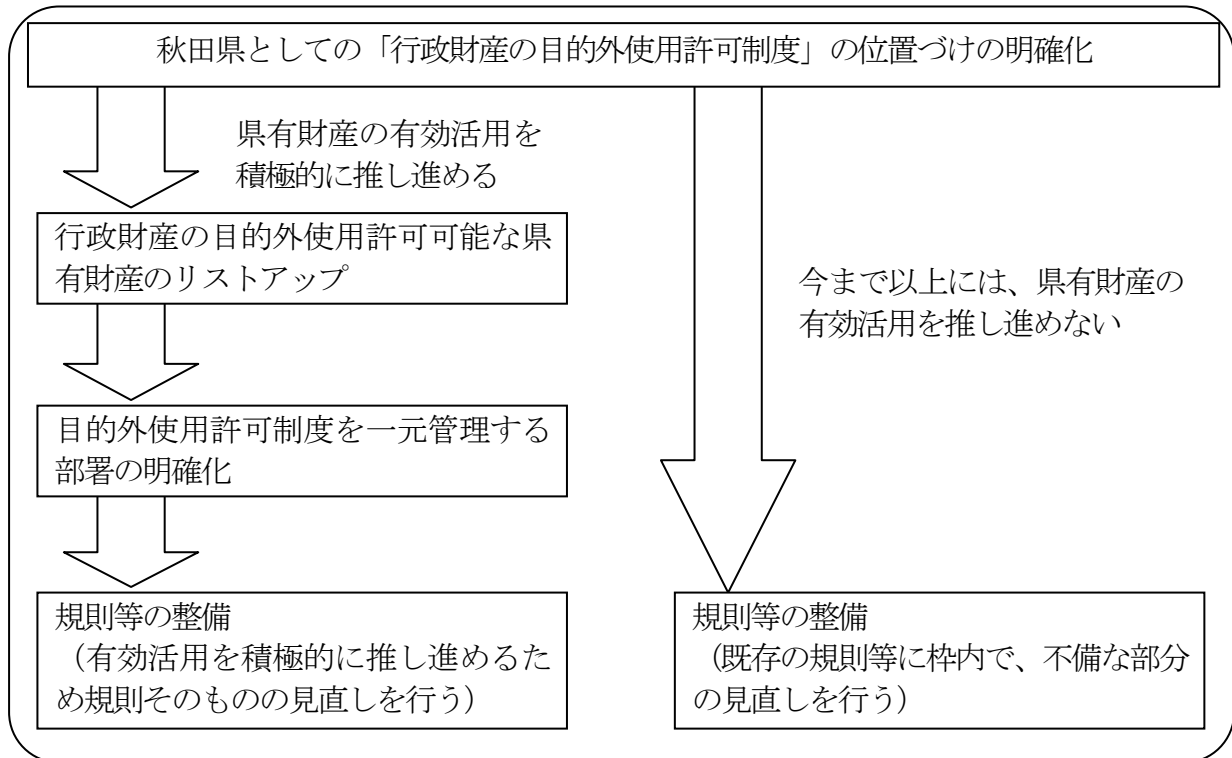 秋田県としての「行政財産の目的外使用許可制度」の位置づけの明確化
県有財産の有効活用を
積極的に推し進める
行政財産の目的外使用許可可能な県
有財産のリストアップ
今まで以上には、県有財産の
有効活用を推し進めない
目的外使用許可制度を一元管理する
部署の明確化
規則等の整備
（有効活用を積極的に推し進めるた
め規則そのものの見直しを行う）
規則等の整備
（既存の規則等に枠内で、不備な部分
の見直しを行う）